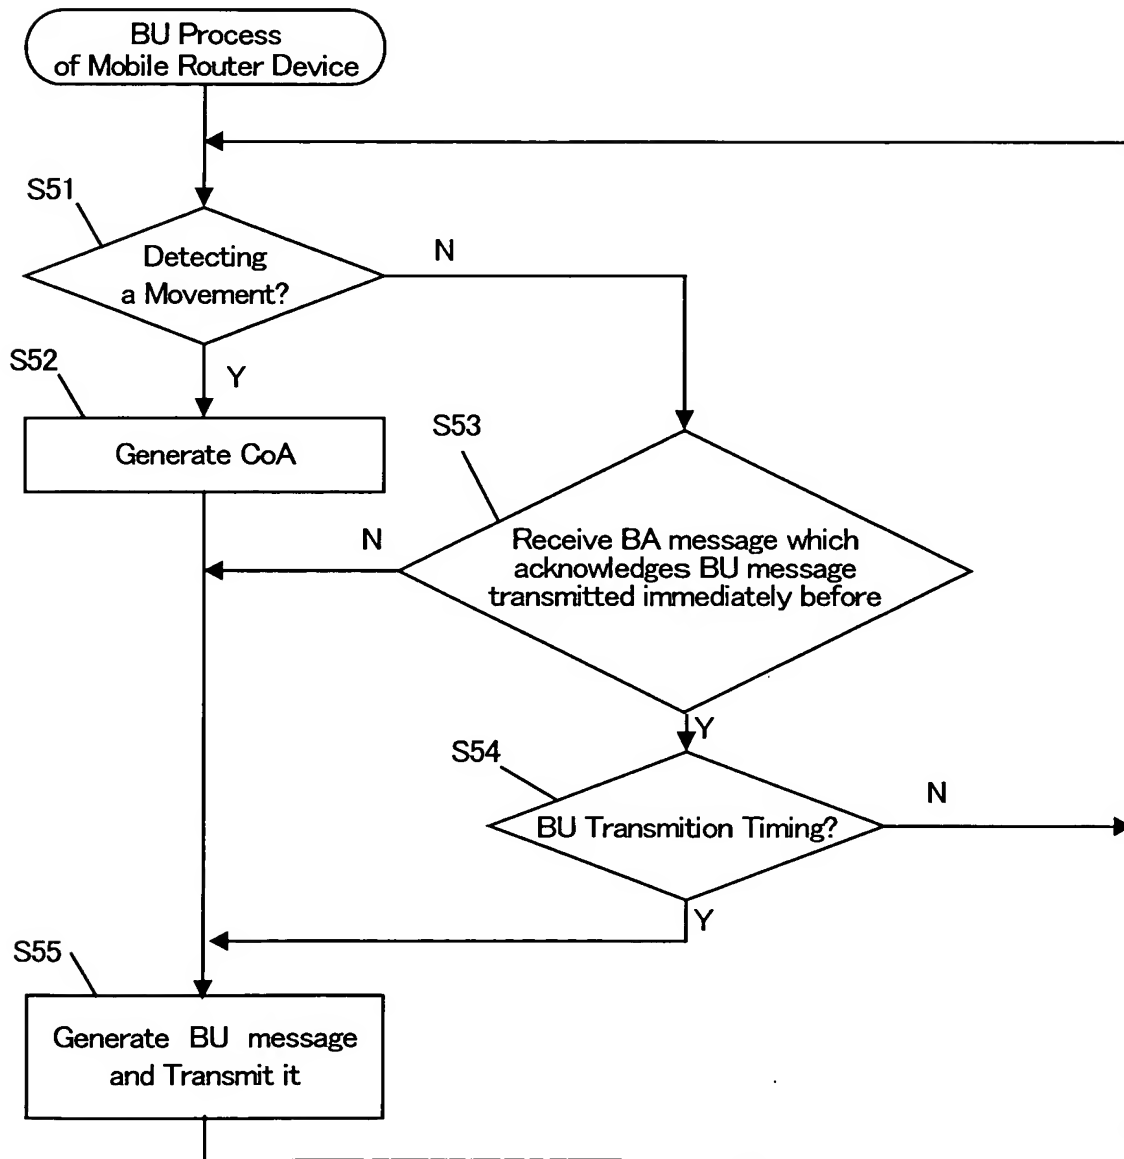 BU Process
of Mobile Router Device
S51
Detecting
a Movement?
N
Y
S52
Generate CoA
S53
Receive BA message which
acknowledges BU message
transmitted immediately before
N
Y
S54
BU Transmition Timing?
N
Y
S55
Generate BU message
and Transmit it